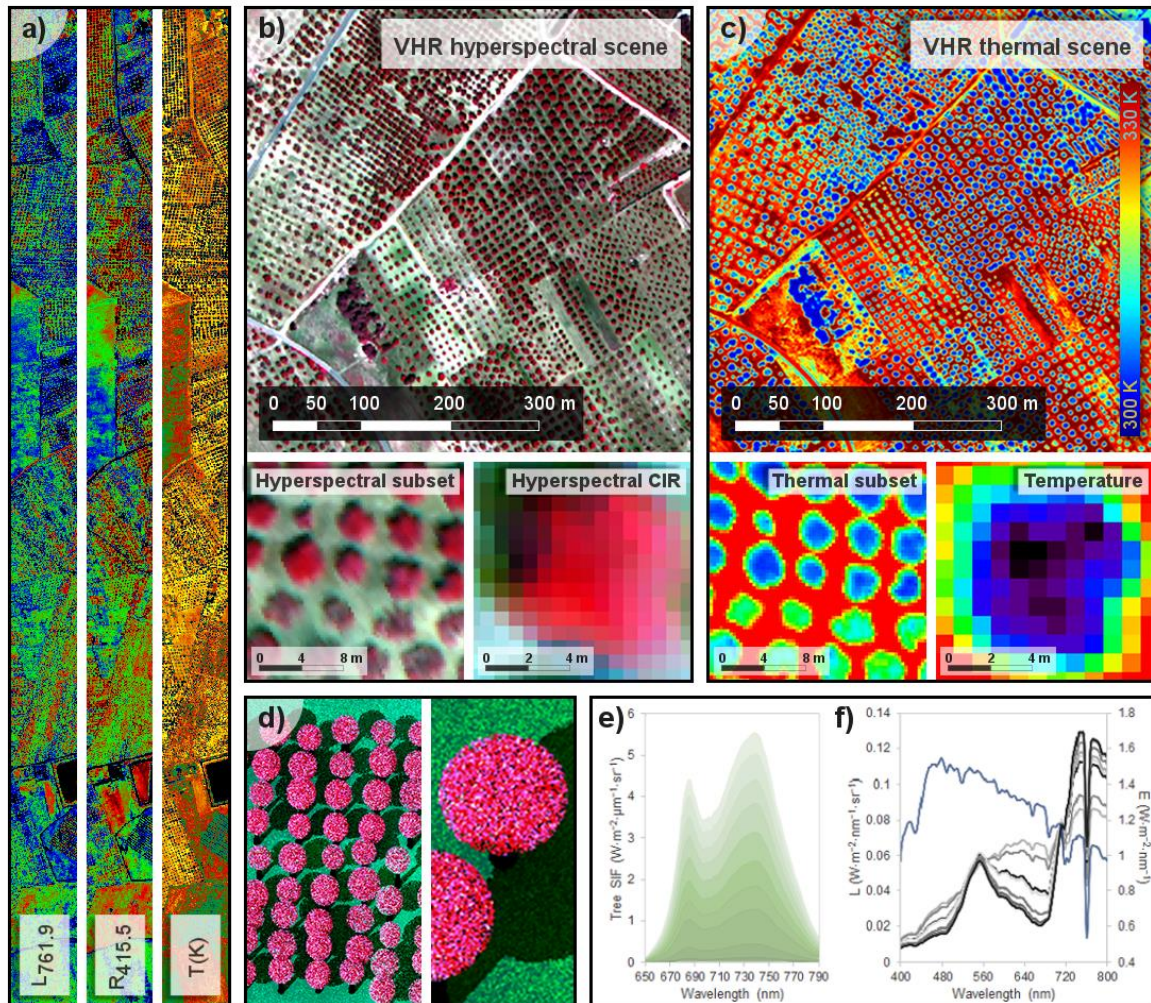 a)
L761.9
R415.5
T(K)
b)
VHR hyperspectral scene
0 50 100 200 300 m
Hyperspectral subset
0 4 8 m
Hyperspectral CIR
0 2 4 m
c)
VHR thermal scene
330 K
300 K
0 50 100 200 300 m
Thermal subset
0 4 8 m
Temperature
0 2 4 m
d)
e)
Tree SIF (W·m⁻²·µm⁻¹·sr⁻¹)
6
5
4
3
2
1
0
650 670 690 710 730 750 770 790
Wavelength (nm)
f)
L (W·m⁻²·nm⁻¹·sr⁻¹)
0.14
0.12
0.10
0.08
0.06
0.04
0.02
0
400 480 560 640 720 800
Wavelength (nm)
1.8
1.6
1.4
1.2
1
0.8
0.6
0.4
E (W·m⁻²·nm⁻¹)